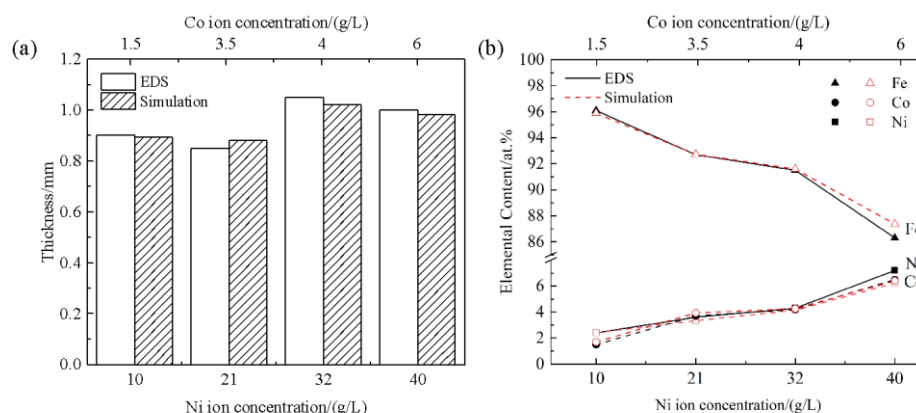 Co ion concentration/(g/L)
(a)
1.5 3.5 4 6
1.2
1.0
0.8
0.6
0.4
0.2
0.0
Thickness/mm
EDS
Simulation
10 21 32 40
Ni ion concentration/(g/L)
Co ion concentration/(g/L)
(b)
1.5 3.5 4 6
100
98
96
94
92
90
88
86
6
4
2
0
Elemental Content/at.%
EDS
Simulation
Fe
Co
Ni
10 21 32 40
Ni ion concentration/(g/L)